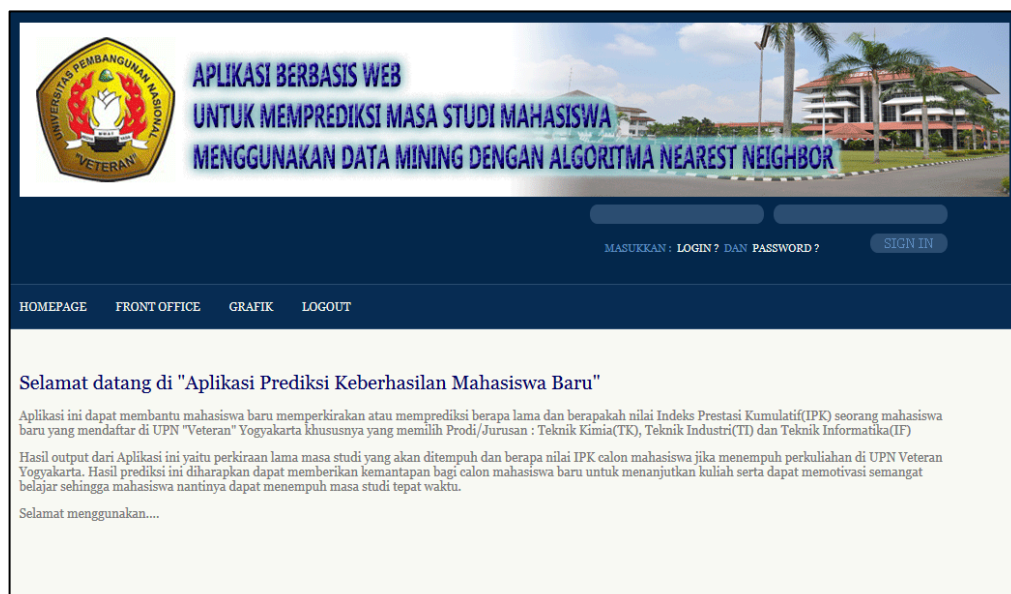 UNIVERSITAS PEMBANGUNAN NASIONAL
"VETERAN"
APLIKASI BERBASIS WEB
UNTUK MEMPREDIKSI MASA STUDI MAHASISWA
MENGGUNAKAN DATA MINING DENGAN ALGORITMA NEAREST NEIGHBOR
MASUKKAN : LOGIN ? DAN PASSWORD ?
SIGN IN
HOMEPAGE FRONT OFFICE GRAFIK LOGOUT
Selamat datang di "Aplikasi Prediksi Keberhasilan Mahasiswa Baru"
Aplikasi ini dapat membantu mahasiswa baru memperkirakan atau memprediksi berapa lama dan berapakah nilai Indeks Prestasi Kumulatif(IPK) seorang mahasiswa
baru yang mendaftar di UPN "Veteran" Yogyakarta khususnya yang memilih Prodi/Jurusan : Teknik Kimia(TK), Teknik Industri(TI) dan Teknik Informatika(IF)
Hasil output dari Aplikasi ini yaitu perkiraan lama masa studi yang akan ditempuh dan berapa nilai IPK calon mahasiswa jika menempuh perkuliahan di UPN Veteran
Yogyakarta. Hasil prediksi ini diharapkan dapat memberikan kemantapan bagi calon mahasiswa baru untuk menanjutkan kuliah serta dapat memotivasi semangat
belajar sehingga mahasiswa nantinya dapat menempuh masa studi tepat waktu.
Selamat menggunakan....